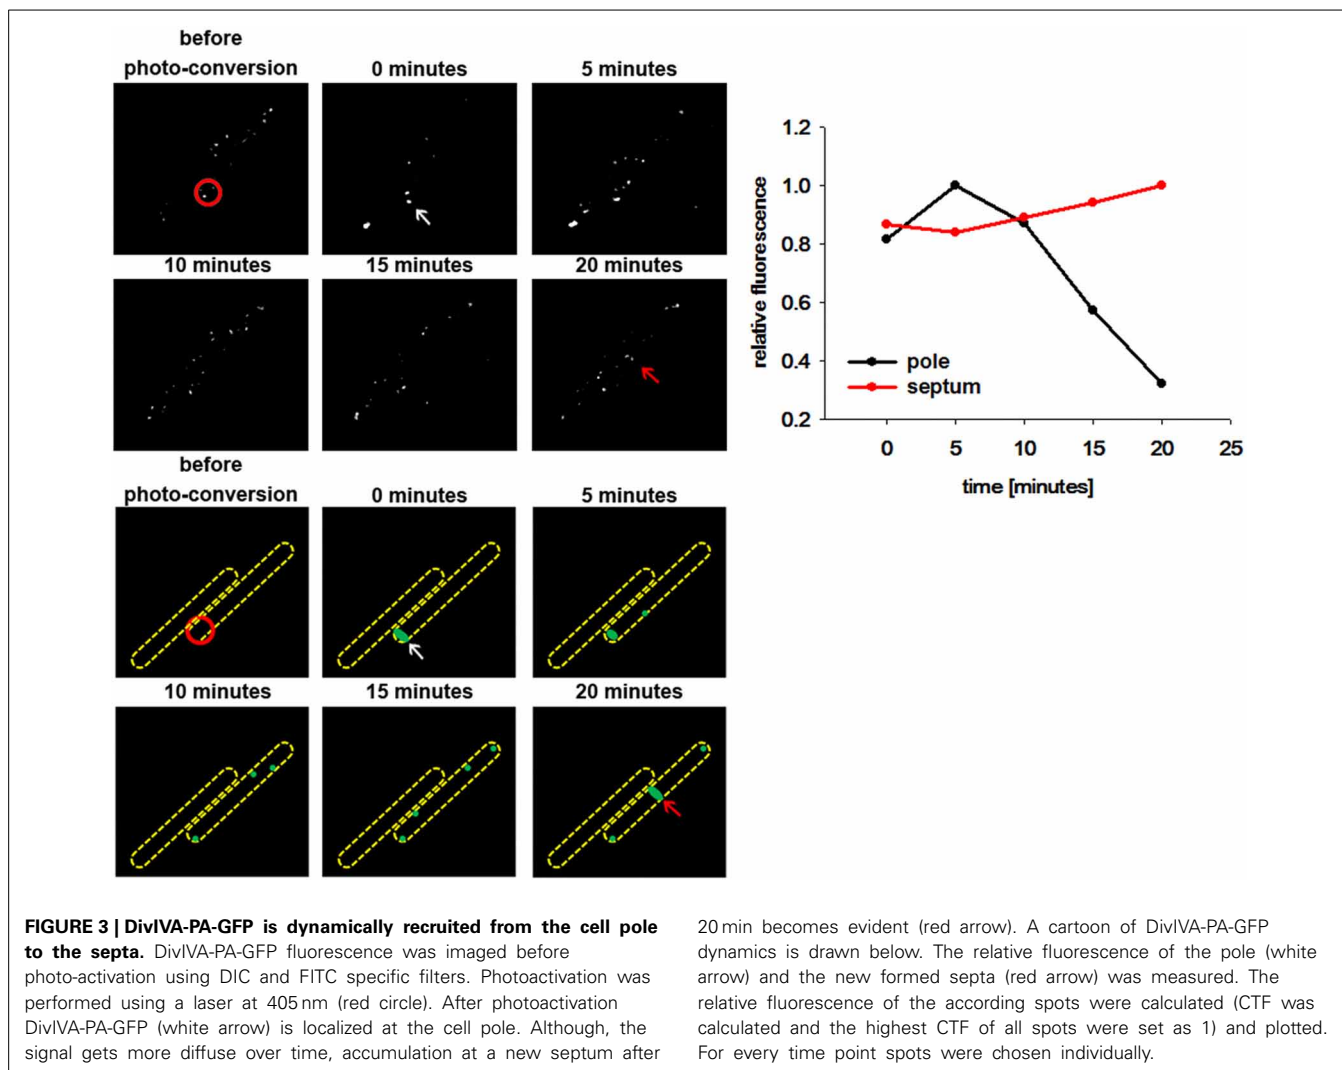 before
photo-conversion
0 minutes
5 minutes
10 minutes
15 minutes
20 minutes
before
photo-conversion
0 minutes
5 minutes
10 minutes
15 minutes
20 minutes
relative fluorescence
1.2
1.0
0.8
0.6
0.4
0.2
pole
septum
0 5 10 15 20 25
time [minutes]
FIGURE 3 | DivIVA-PA-GFP is dynamically recruited from the cell pole
to the septa. DivIVA-PA-GFP fluorescence was imaged before
photo-activation using DIC and FITC specific filters. Photoactivation was
performed using a laser at 405 nm (red circle). After photoactivation
DivIVA-PA-GFP (white arrow) is localized at the cell pole. Although, the
signal gets more diffuse over time, accumulation at a new septum after
20 min becomes evident (red arrow). A cartoon of DivIVA-PA-GFP
dynamics is drawn below. The relative fluorescence of the pole (white
arrow) and the new formed septa (red arrow) was measured. The
relative fluorescence of the according spots were calculated (CTF was
calculated and the highest CTF of all spots were set as 1) and plotted.
For every time point spots were chosen individually.